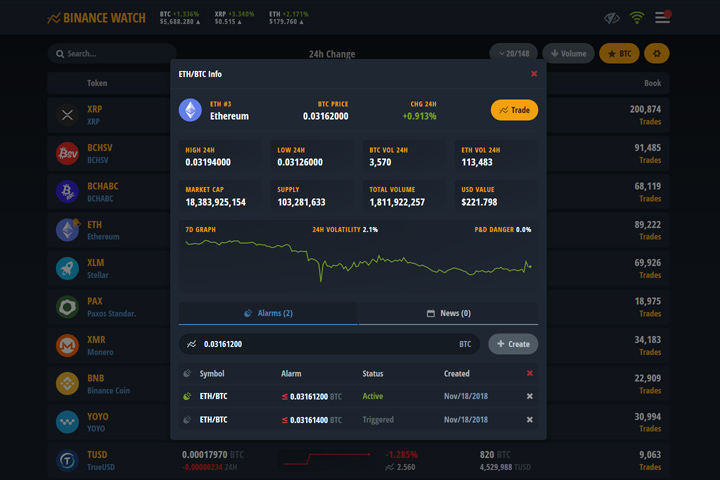 BINANCE WATCH
BTC +1.336% XRP +3.340% ETH +2.171%
$5,688.280 ▲ $0.515 ▲ $179.760 ▲
Search...
24h Change
20/148
Volume
BTC
Token
Book
ETH/BTC Info
ETH #3 BTC PRICE CHG 24H
Ethereum 0.03162000 +0.913%
Trade
HIGH 24H LOW 24H BTC VOL 24H ETH VOL 24H
0.03194000 0.03126000 3,570 113,483
MARKET CAP SUPPLY TOTAL VOLUME USD VALUE
18,383,925,154 103,281,633 1,811,922,257 $221.798
7D GRAPH 24H VOLATILITY 2.1% P&D DANGER 0.0%
Alarms (2) News (0)
0.03161200 BTC
Create
Symbol Alarm Status Created
ETH/BTC ≤ 0.03161200 BTC Active Nov/18/2018
ETH/BTC ≤ 0.03161400 BTC Triggered Nov/18/2018
XRP 200,874
XRP Trades
BCHSV 91,485
BCHSV Trades
BCHABC 68,119
BCHABC Trades
ETH 89,222
Ethereum Trades
XLM 69,926
Stellar Trades
PAX 18,975
Paxos Standar. Trades
XMR 34,183
Monero Trades
BNB 22,909
Binance Coin Trades
YOYO 30,994
YOYO Trades
TUSD 0.00017970 BTC -1.285% 820 BTC 9,063
TrueUSD -0.00000234 24H 2.560 4,529,988 TUSD Trades